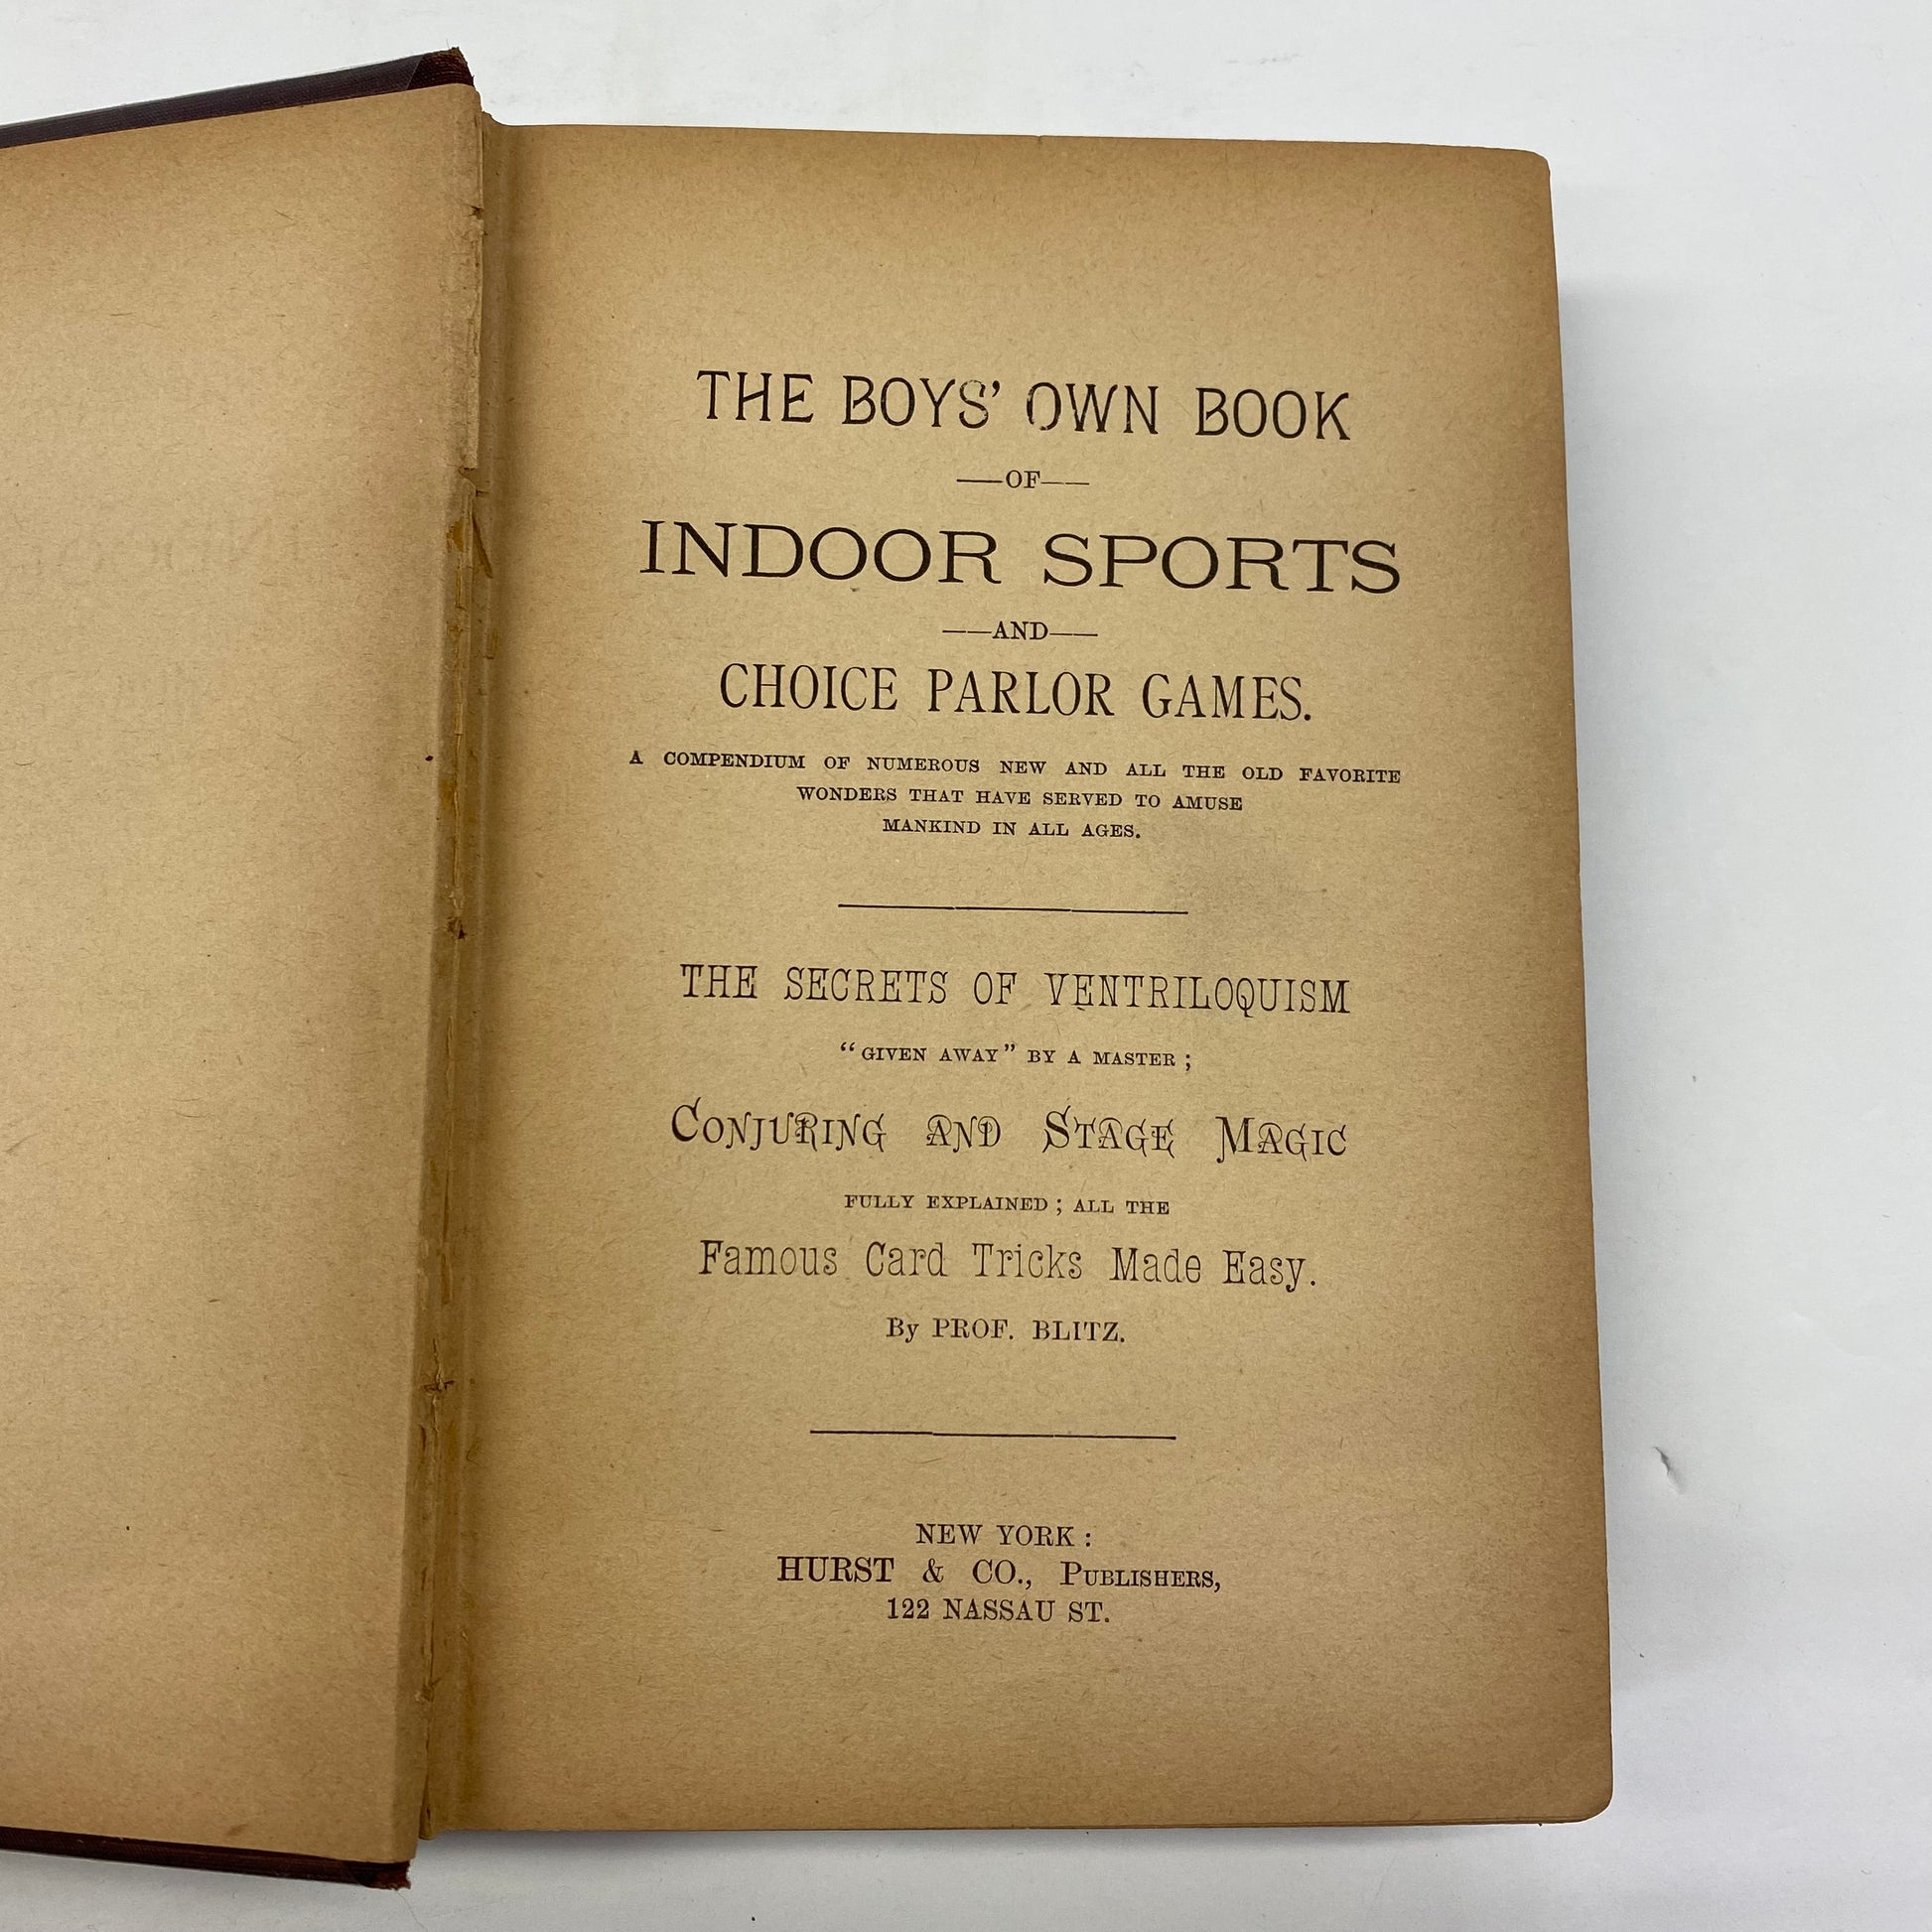 THE BOYS' OWN BOOK
—OF—
INDOOR SPORTS
—AND—
CHOICE PARLOR GAMES.
A COMPENDIUM OF NUMEROUS NEW AND ALL THE OLD FAVORITE
WONDERS THAT HAVE SERVED TO AMUSE
MANKIND IN ALL AGES.
THE SECRETS OF VENTRILOQUISM
"GIVEN AWAY" BY A MASTER;
CONJURING AND STAGE MAGIC
FULLY EXPLAINED; ALL THE
Famous Card Tricks Made Easy.
By PROF. BLITZ.
NEW YORK:
HURST & CO., PUBLISHERS,
122 NASSAU ST.